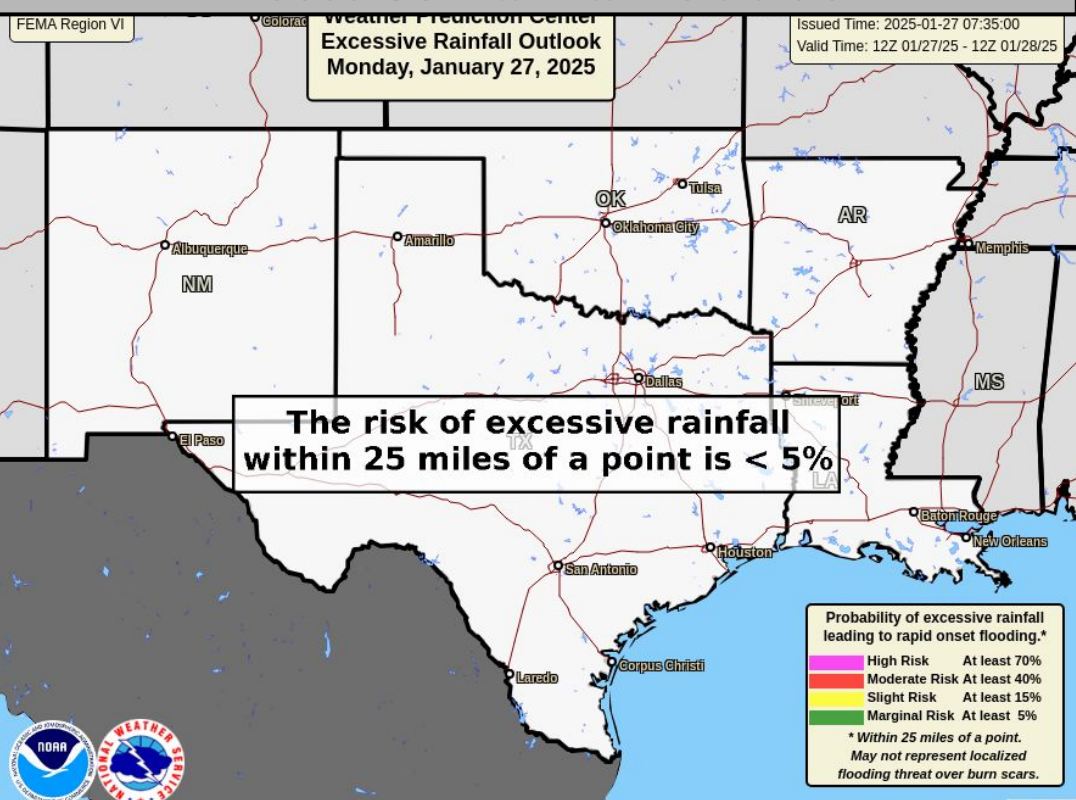 FEMA Region VI
Weather Prediction Center
Excessive Rainfall Outlook
Monday, January 27, 2025
Issued Time: 2025-01-27 07:35:00
Valid Time: 12Z 01/27/25 - 12Z 01/28/25
Colorad
Tulsa
OK
AR
Oklahoma City
Amarillo
Albuquerque
Memphis
NM
Dallas
MS
Shreveport
The risk of excessive rainfall
within 25 miles of a point is < 5%
TX
El Paso
LA
Baton Rouge
New Orleans
Houston
San Antonio
Corpus Christi
Laredo
Probability of excessive rainfall
leading to rapid onset flooding.*
High Risk At least 70%
Moderate Risk At least 40%
Slight Risk At least 15%
Marginal Risk At least 5%
* Within 25 miles of a point.
May not represent localized
flooding threat over burn scars.
NOAA
NATIONAL WEATHER SERVICE